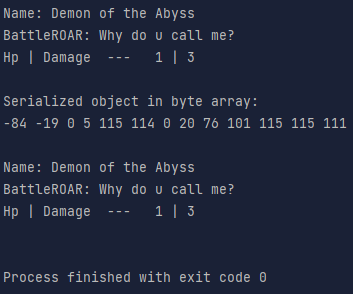 Name: Demon of the Abyss
BattleROAR: Why do u call me?
Hp | Damage  ---   1 | 3
Serialized object in byte array:
-84 -19 0 5 115 114 0 20 76 101 115 115 111
Name: Demon of the Abyss
BattleROAR: Why do u call me?
Hp | Damage  ---   1 | 3
Process finished with exit code 0